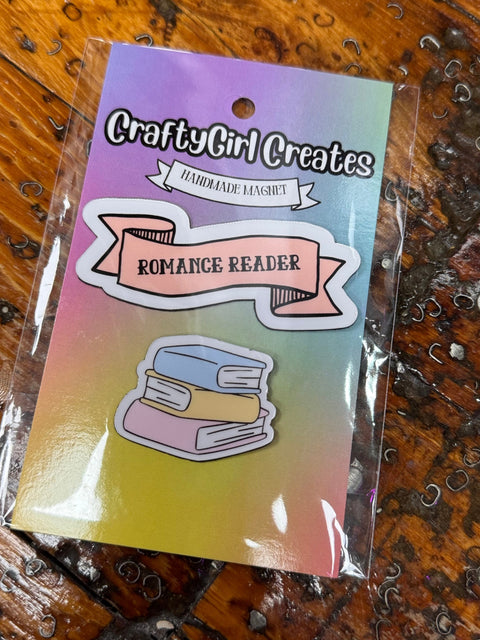 CraftyGirl Creates
HANDMADE MAGNET
ROMANCE READER